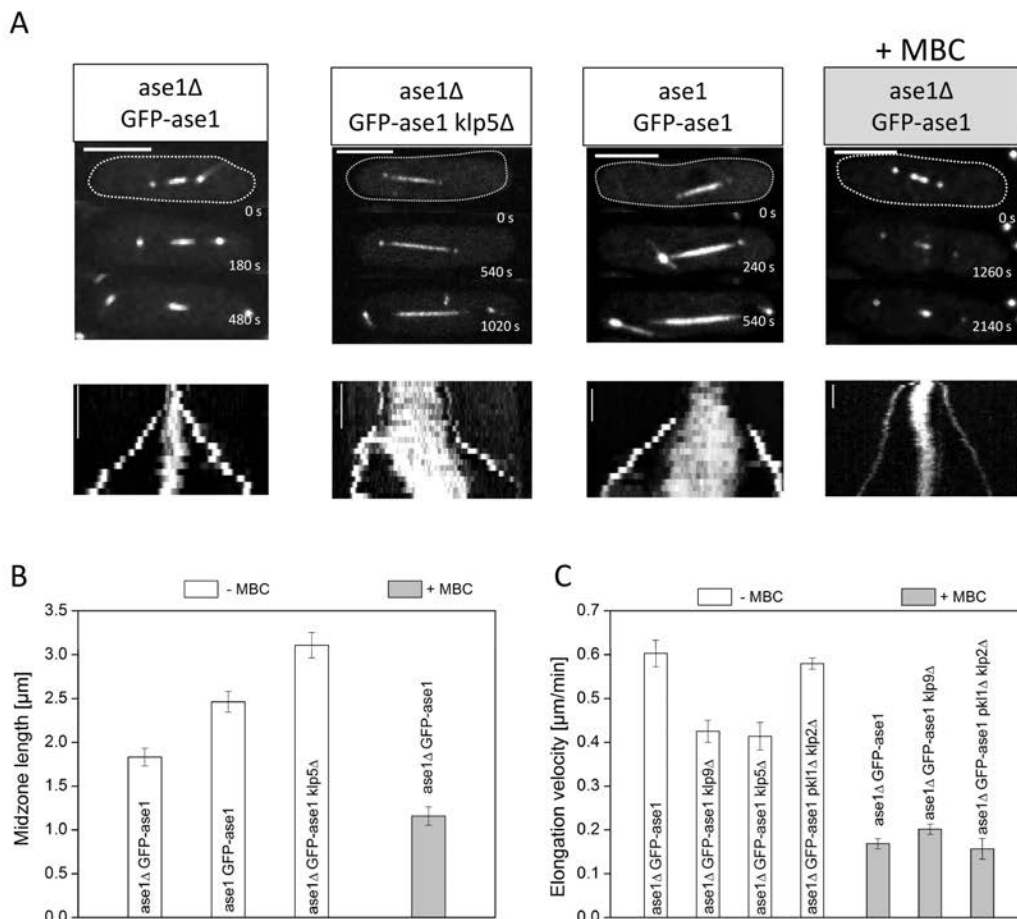 A
+ MBC
ase1Δ
GFP-ase1
ase1Δ
GFP-ase1 klp5Δ
ase1
GFP-ase1
ase1Δ
GFP-ase1
0 s
180 s
480 s
0 s
540 s
1020 s
0 s
240 s
540 s
0 s
1260 s
2140 s
B
- MBC
+ MBC
Midzone length [µm]
3.5
3.0
2.5
2.0
1.5
1.0
0.5
0.0
ase1Δ GFP-ase1
ase1 GFP-ase1
ase1Δ GFP-ase1 klp5Δ
ase1Δ GFP-ase1
C
- MBC
+ MBC
Elongation velocity [µm/min]
0.7
0.6
0.5
0.4
0.3
0.2
0.1
0.0
ase1Δ GFP-ase1
ase1Δ GFP-ase1 klp9Δ
ase1Δ GFP-ase1 klp5Δ
ase1Δ GFP-ase1 pkl1Δ klp2Δ
ase1Δ GFP-ase1
ase1Δ GFP-ase1 klp9Δ
ase1Δ GFP-ase1 pkl1Δ klp2Δ